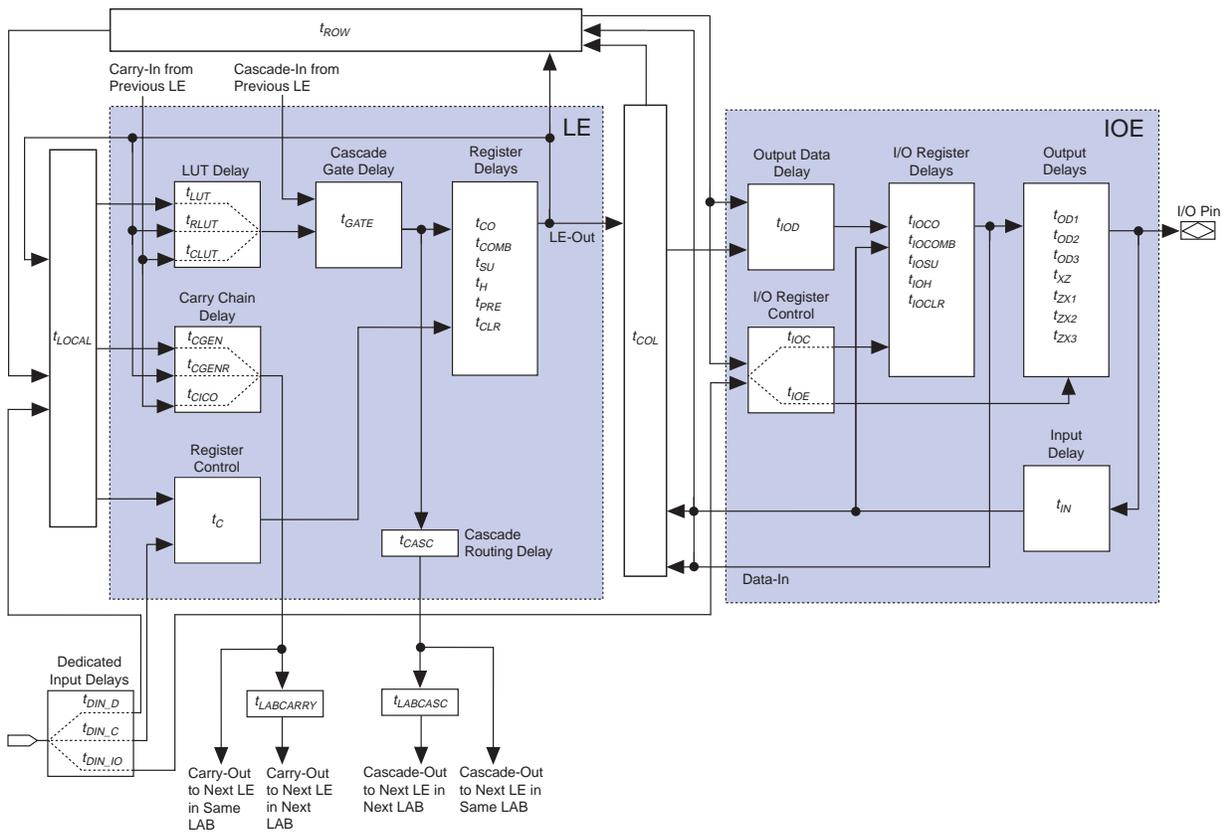 tROW
Carry-In from
Previous LE
Cascade-In from
Previous LE
LE
IOE
LUT Delay
tLUT
tRLUT
tCLUT
Cascade
Gate Delay
tGATE
Register
Delays
tCO
tCOMB
tSU
tH
tPRE
tCLR
LE-Out
Carry Chain
Delay
tCGEN
tCGENR
tCICO
tLOCAL
Register
Control
tC
tCASC
Cascade
Routing Delay
tCOL
Output Data
Delay
tIOD
I/O Register
Control
tIOC
tIOE
I/O Register
Delays
tIOCO
tIOCOMB
tIOSU
tIOH
tIOCLR
Output
Delays
tOD1
tOD2
tOD3
tXZ
tZX1
tZX2
tZX3
I/O Pin
Input
Delay
tIN
Data-In
Dedicated
Input Delays
tDIN_D
tDIN_C
tDIN_IO
tLABCARRY
tLABCASC
Carry-Out
to Next LE
in Same
LAB
Carry-Out
to Next LE
in Next
LAB
Cascade-Out
to Next LE in
Next LAB
Cascade-Out
to Next LE in
Same LAB